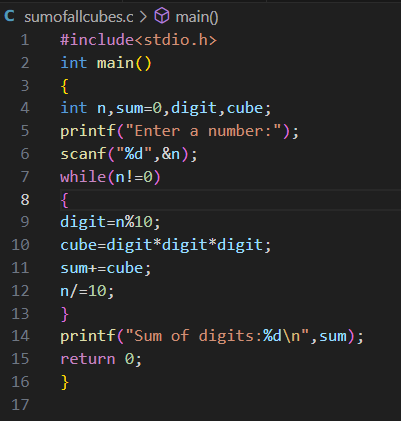 C sumofallcubes.c > main()
1 #include<stdio.h>
2 int main()
3 {
4 int n,sum=0,digit,cube;
5 printf("Enter a number:");
6 scanf("%d",&n);
7 while(n!=0)
8 {
9 digit=n%10;
10 cube=digit*digit*digit;
11 sum+=cube;
12 n/=10;
13 }
14 printf("Sum of digits:%d\n",sum);
15 return 0;
16 }
17